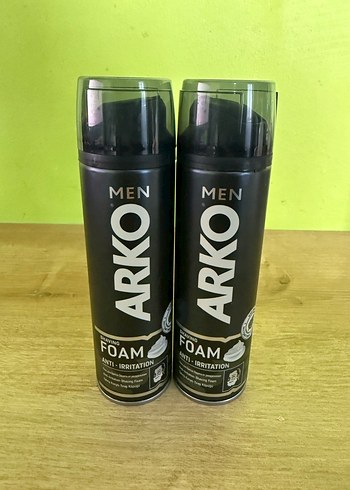 MEN
ARKO
SHAVING
FOAM
ANTI - IRRITATION
MEN
ARKO
SHAVING
FOAM
ANTI - IRRITATION